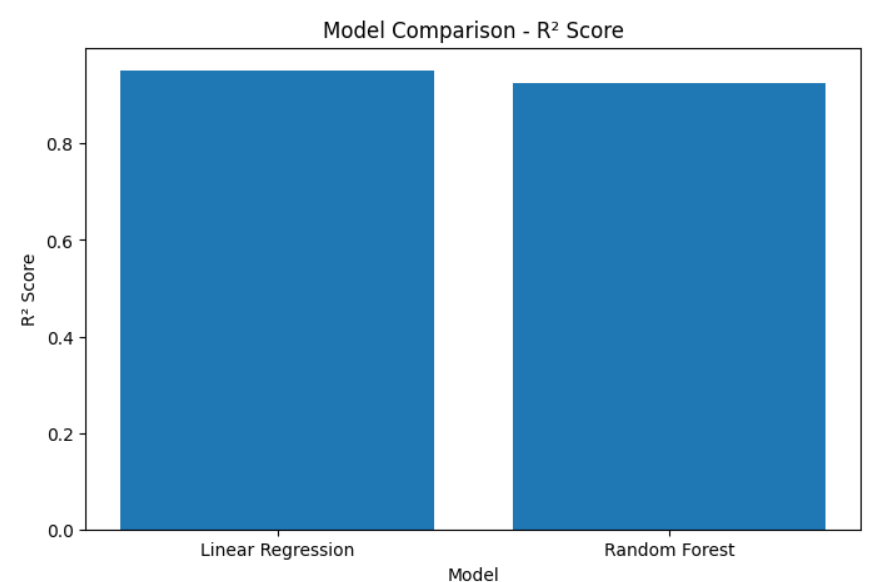 Model Comparison - R² Score
R² Score
0.8
0.6
0.4
0.2
0.0
Linear Regression
Random Forest
Model